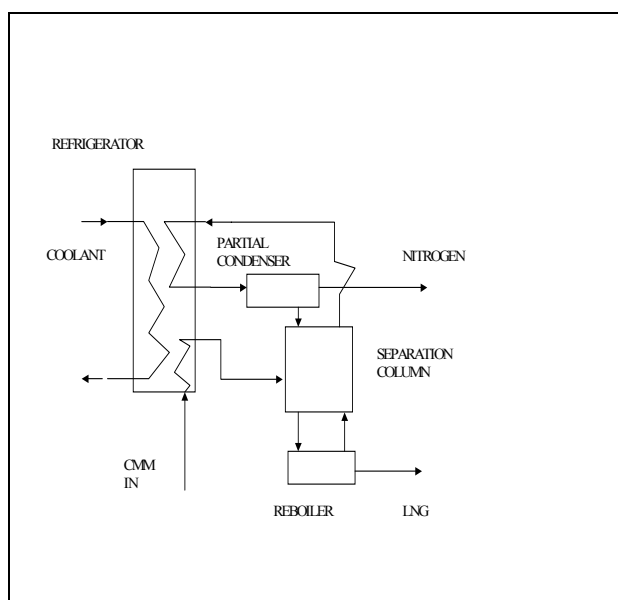 REFRIGERATOR
COOLANT
PARTIAL
CONDENSER
NITROGEN
SEPARATION
COLUMN
CMM
IN
REBOILER
LNG